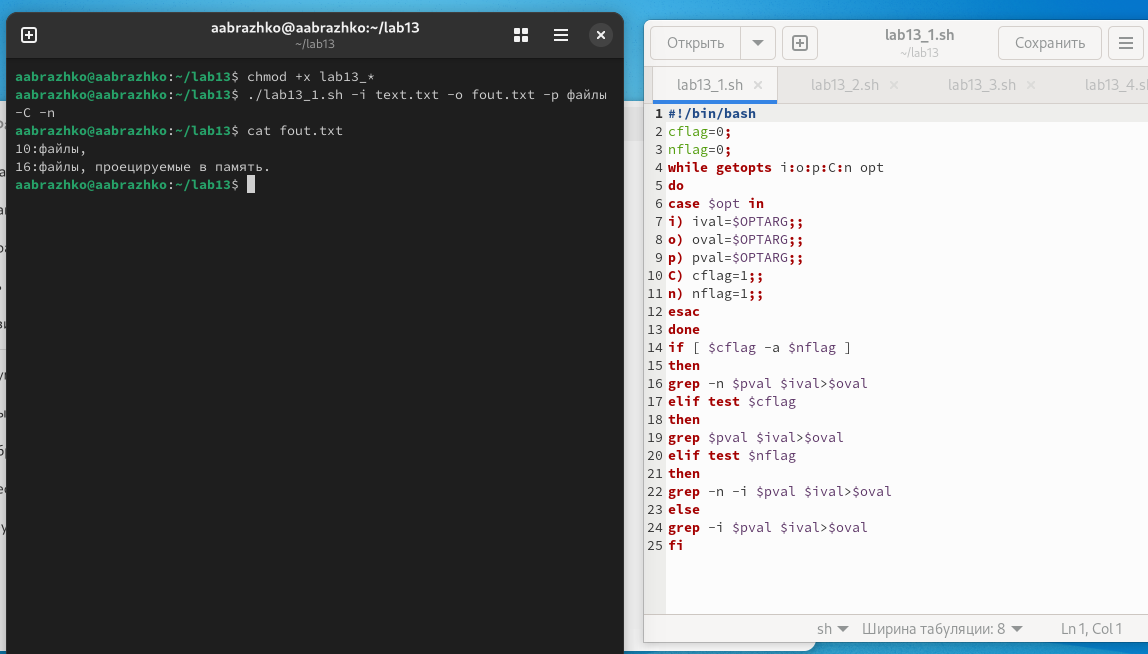 aabrazhko@aabrazhko:~/lab13
~/lab13
aabrazhko@aabrazhko:~/lab13$ chmod +x lab13_*
aabrazhko@aabrazhko:~/lab13$ ./lab13_1.sh -i text.txt -o fout.txt -p файлы
-C -n
aabrazhko@aabrazhko:~/lab13$ cat fout.txt
10:файлы,
16:файлы, проецируемые в память.
aabrazhko@aabrazhko:~/lab13$
Открыть
lab13_1.sh
~/lab13
Сохранить
lab13_1.sh × lab13_2.sh × lab13_3.sh × lab13_4.sh
1 #!/bin/bash
2 cflag=0;
3 nflag=0;
4 while getopts i:o:p:C:n opt
5 do
6 case $opt in
7 i) ival=$OPTARG;;
8 o) oval=$OPTARG;;
9 p) pval=$OPTARG;;
10 C) cflag=1;;
11 n) nflag=1;;
12 esac
13 done
14 if [ $cflag -a $nflag ]
15 then
16 grep -n $pval $ival>$oval
17 elif test $cflag
18 then
19 grep $pval $ival>$oval
20 elif test $nflag
21 then
22 grep -n -i $pval $ival>$oval
23 else
24 grep -i $pval $ival>$oval
25 fi
sh Ширина табуляции: 8 Ln 1, Col 1